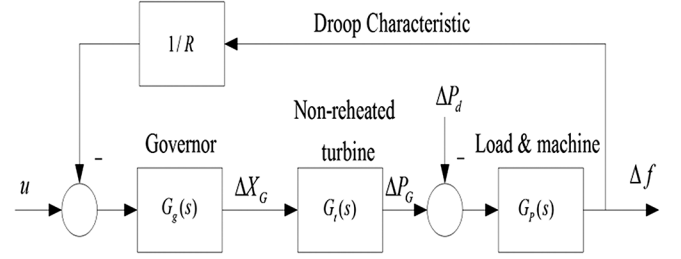 Droop Characteristic
1/R
ΔP_d
Non-reheated
turbine
Governor
Load & machine
u
–
–
ΔX_G
ΔP_G
Δf
G_g(s)
G_t(s)
G_P(s)